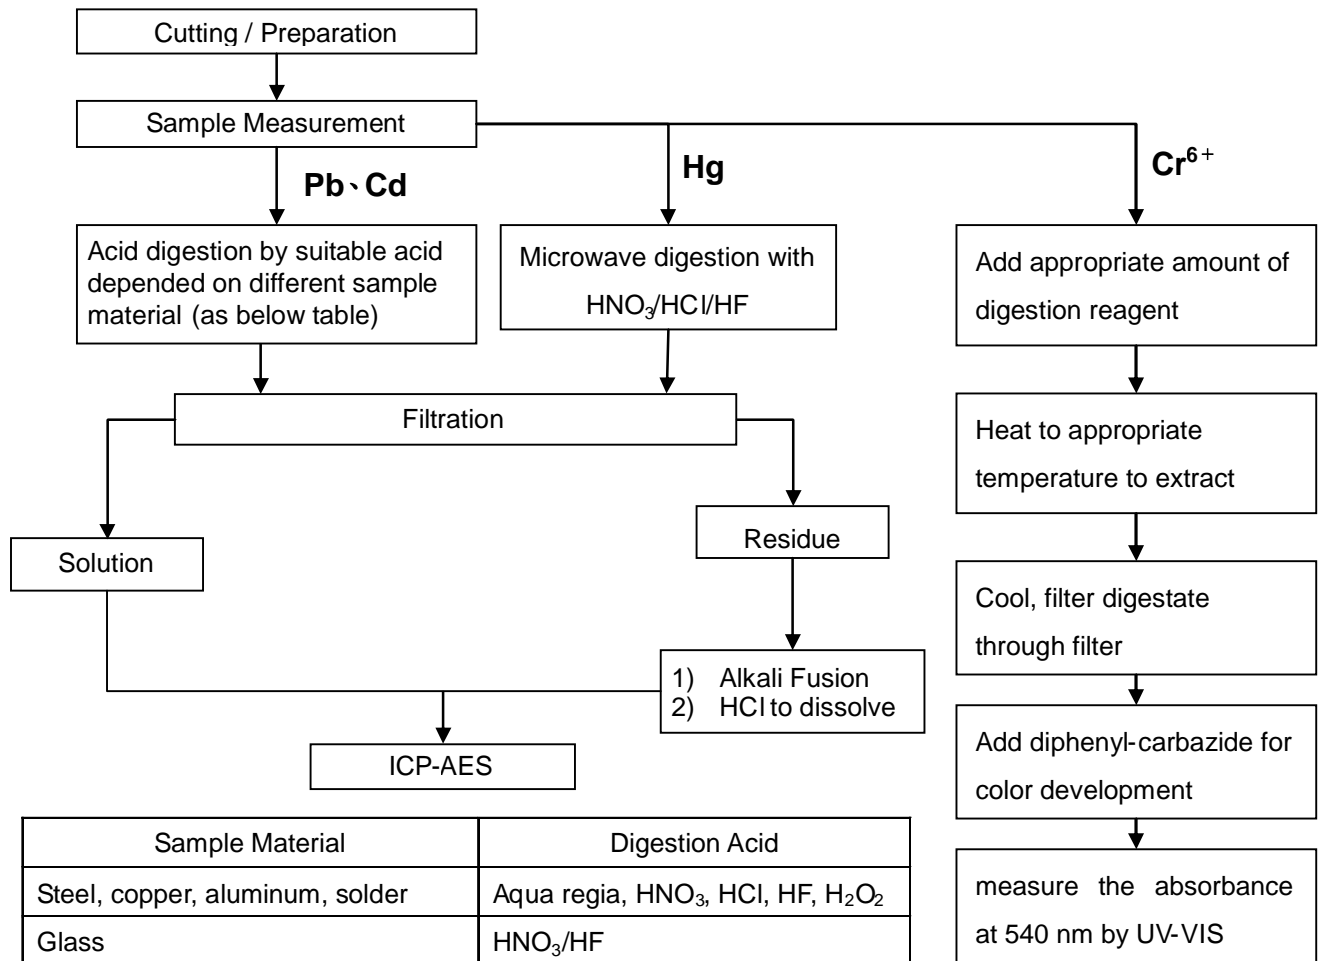 Cutting / Preparation
Sample Measurement
Pb、Cd
Hg
Cr⁶⁺
Acid digestion by suitable acid
depended on different sample
material (as below table)
Microwave digestion with
HNO₃/HCl/HF
Add appropriate amount of
digestion reagent
Filtration
Heat to appropriate
temperature to extract
Solution
Residue
Cool, filter digestate
through filter
1) Alkali Fusion
2) HCl to dissolve
ICP-AES
Add diphenyl-carbazide for
color development
measure the absorbance
at 540 nm by UV-VIS
Sample Material Digestion Acid
Steel, copper, aluminum, solder Aqua regia, HNO₃, HCl, HF, H₂O₂
Glass HNO₃/HF